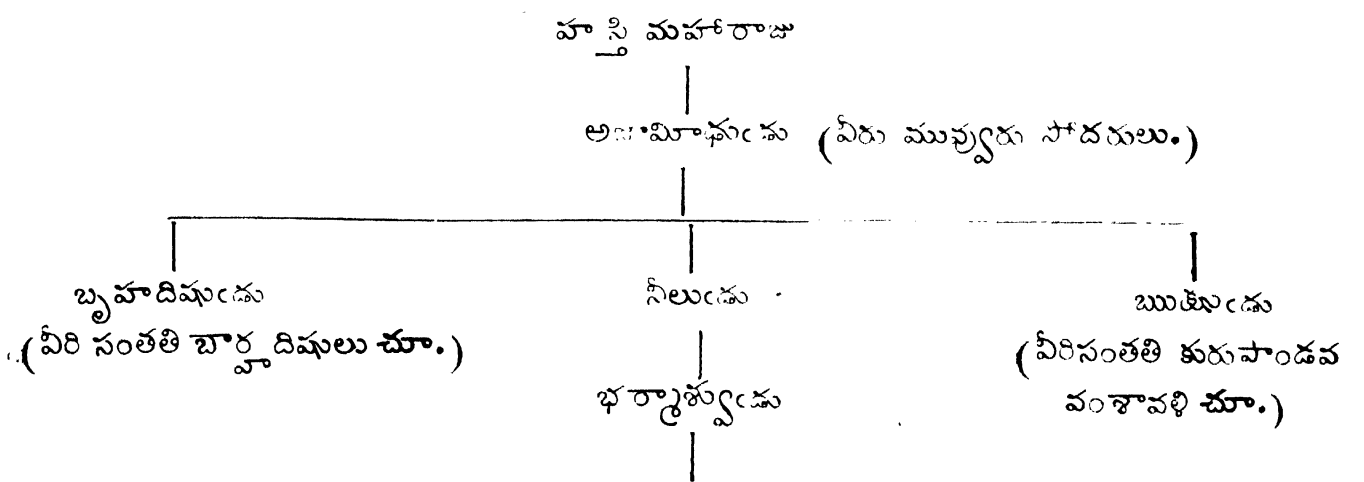 హస్తి మహారాజు
అజామీఢుఁడు (వీరు మువ్వురు సోదరులు.)
బృహదిషుఁడు నీలుఁడు ఋక్షుఁడు
(వీరి సంతతి బార్హదిషులు చూ.) (వీరిసంతతి కురుపాండవ
భర్మాశ్వుఁడు వంశావళి చూ.)